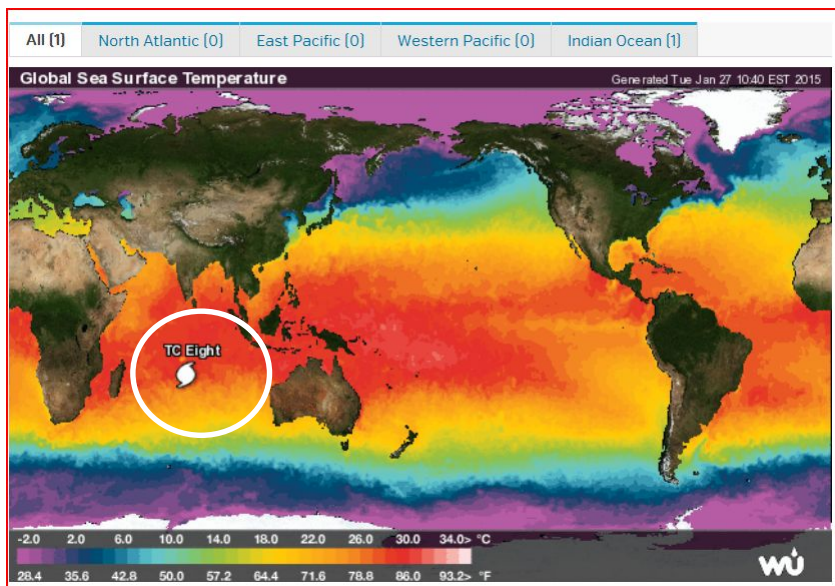 All (1) North Atlantic (0) East Pacific (0) Western Pacific (0) Indian Ocean (1)
Global Sea Surface Temperature Generated Tue Jan 27 10:40 EST 2015
TC Eight
-2.0 2.0 6.0 10.0 14.0 18.0 22.0 26.0 30.0 34.0> °C
28.4 35.6 42.8 50.0 57.2 64.4 71.6 78.8 86.0 93.2> °F
wu